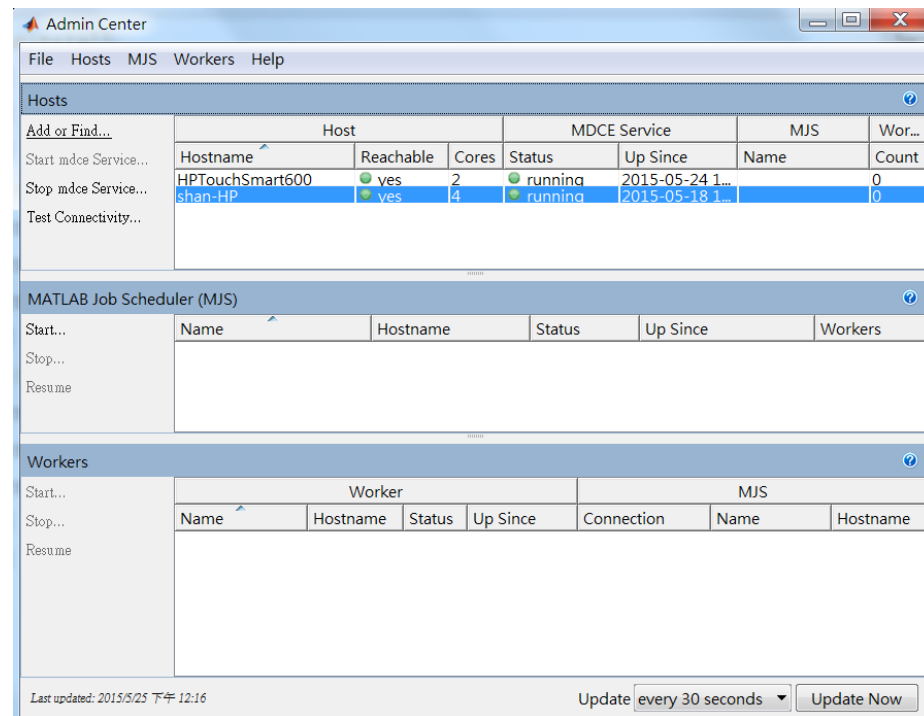 Admin Center
File Hosts MJS Workers Help
Hosts
Add or Find...
Start mdce Service...
Stop mdce Service...
Test Connectivity...
Host MDCE Service MJS Wor...
Hostname Reachable Cores Status Up Since Name Count
HPTouchSmart600 yes 2 running 2015-05-24 1... 0
shan-HP yes 4 running 2015-05-18 1... 0
MATLAB Job Scheduler (MJS)
Start...
Stop...
Resume
Name Hostname Status Up Since Workers
Workers
Start...
Stop...
Resume
Worker MJS
Name Hostname Status Up Since Connection Name Hostname
Last updated: 2015/5/25 下午 12:16
Update every 30 seconds Update Now